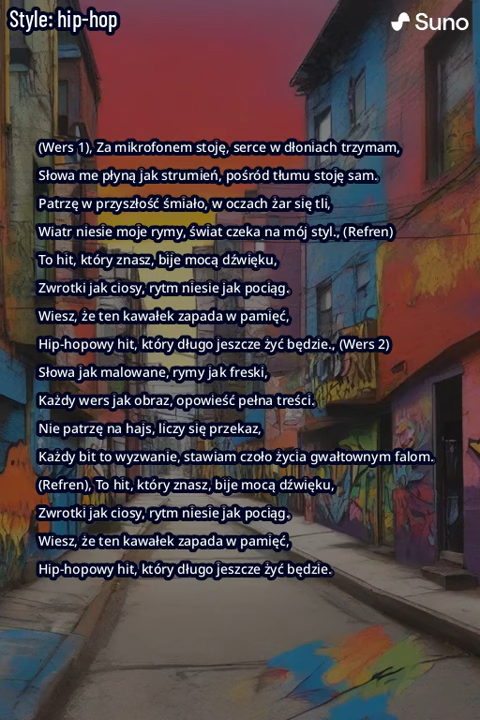 Style: hip-hop
Suno
(Wers 1), Za mikrofonem stoję, serce w dłoniach trzymam,
Słowa me płyną jak strumień, pośród tłumu stoję sam.
Patrzę w przyszłość śmiało, w oczach żar się tli,
Wiatr niesie moje rymy, świat czeka na mój styl., (Refren)
To hit, który znasz, bije mocą dźwięku,
Zwrotki jak ciosy, rytm niesie jak pociąg.
Wiesz, że ten kawałek zapada w pamięć,
Hip-hopowy hit, który długo jeszcze żyć będzie., (Wers 2)
Słowa jak malowane, rymy jak freski,
Każdy wers jak obraz, opowieść pełna treści.
Nie patrzę na hajs, liczy się przekaz,
Każdy bit to wyzwanie, stawiam czoło życia gwałtownym falom.
(Refren), To hit, który znasz, bije mocą dźwięku,
Zwrotki jak ciosy, rytm niesie jak pociąg.
Wiesz, że ten kawałek zapada w pamięć,
Hip-hopowy hit, który długo jeszcze żyć będzie.